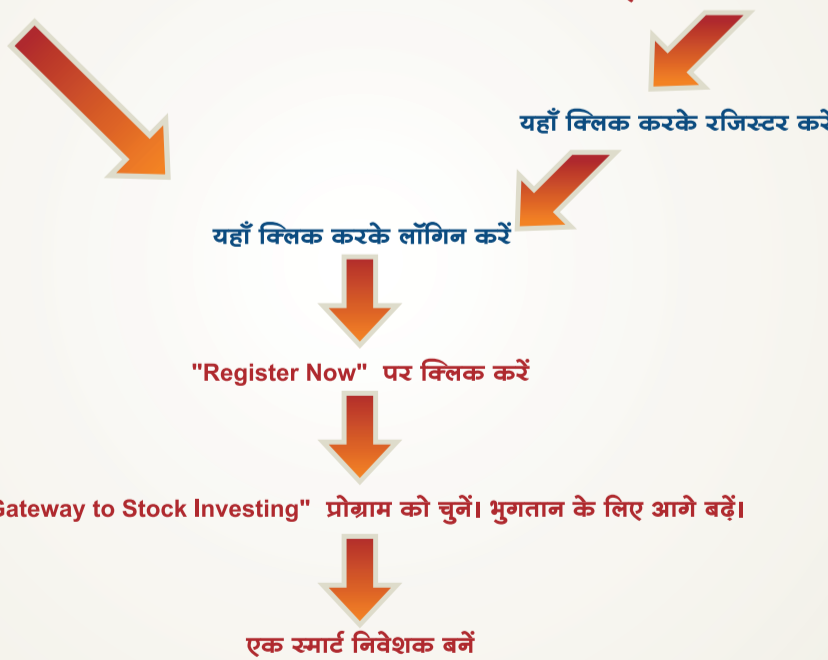 यहाँ क्लिक करके रजिस्टर करें
यहाँ क्लिक करके लॉगिन करें
"Register Now" पर क्लिक करें
Gateway to Stock Investing" प्रोग्राम को चुनें। भुगतान के लिए आगे बढ़ें।
एक स्मार्ट निवेशक बनें